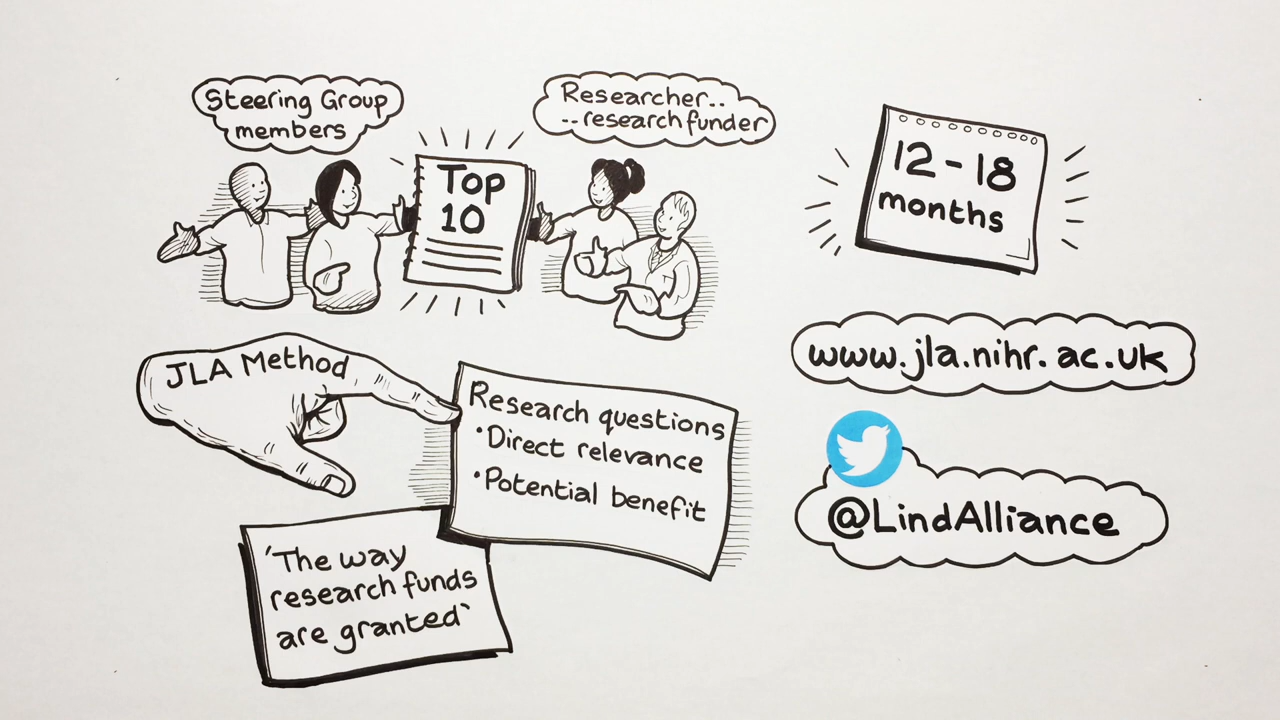 Steering Group
members
Researcher..
..research funder
Top
10
12-18
months
JLA Method
Research questions
• Direct relevance
• Potential benefit
'The way
research funds
are granted`
www.jla.nihr.ac.uk
@LindAlliance